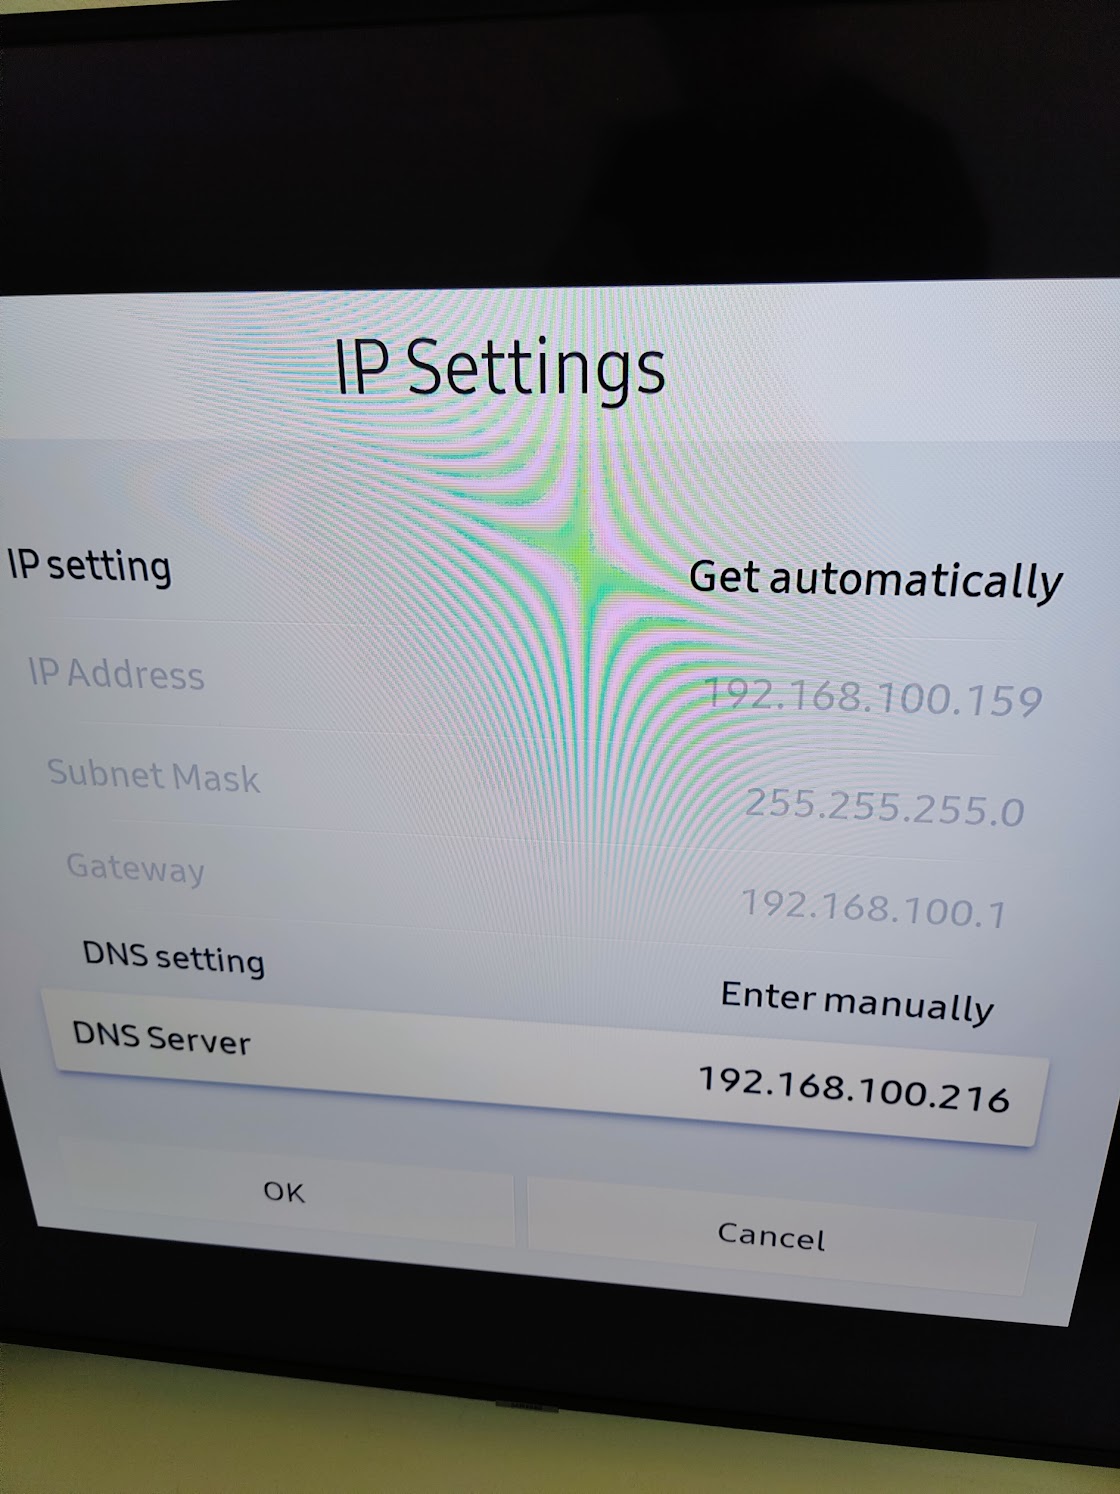 IP Settings
IP setting Get automatically
IP Address 192.168.100.159
Subnet Mask 255.255.255.0
Gateway 192.168.100.1
DNS setting Enter manually
DNS Server 192.168.100.216
OK Cancel